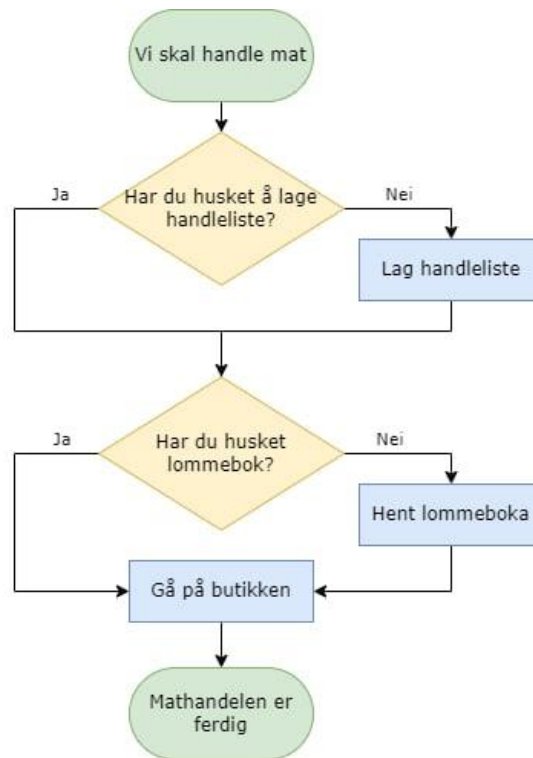 Vi skal handle mat
Har du husket å lage
handleliste?
Ja
Nei
Lag handleliste
Har du husket
lommebok?
Ja
Nei
Hent lommeboka
Gå på butikken
Mathandelen er
ferdig